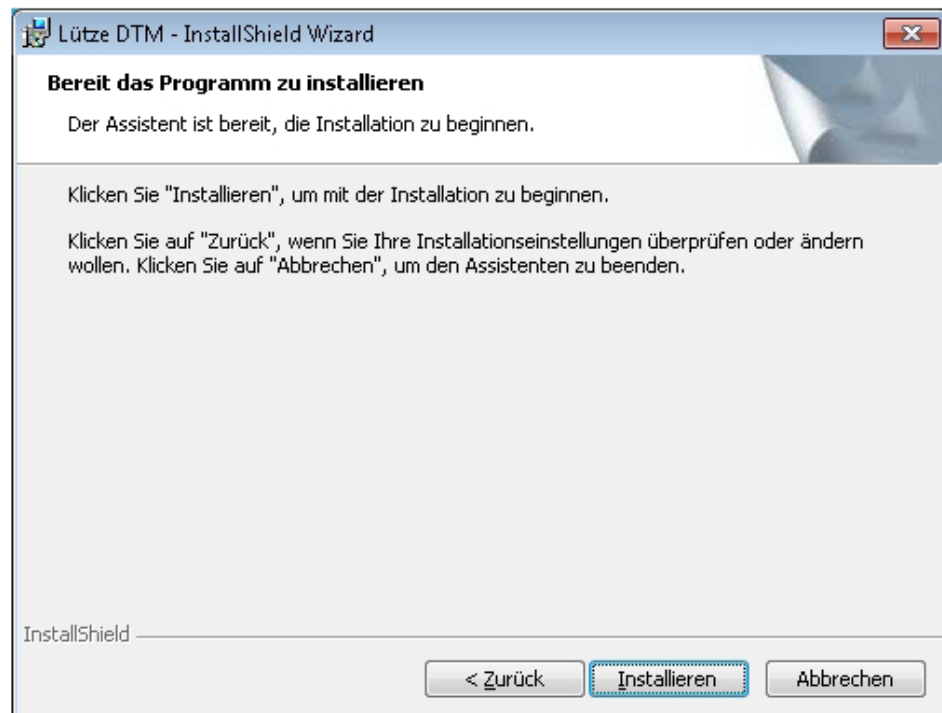 Lütze DTM - InstallShield Wizard
Bereit das Programm zu installieren
Der Assistent ist bereit, die Installation zu beginnen.
Klicken Sie "Installieren", um mit der Installation zu beginnen.
Klicken Sie auf "Zurück", wenn Sie Ihre Installationseinstellungen überprüfen oder ändern
wollen. Klicken Sie auf "Abbrechen", um den Assistenten zu beenden.
InstallShield
< Zurück Installieren Abbrechen